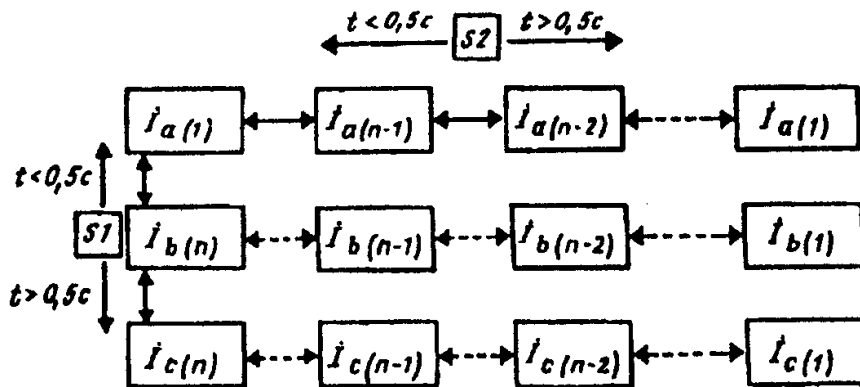 t<0,5c S2 t>0,5c
İa(1) İa(n-1) İa(n-2) İa(1)
t<0,5c
S1 İb(n) İb(n-1) İb(n-2) İb(1)
t>0,5c
İc(n) İc(n-1) İc(n-2) İc(1)